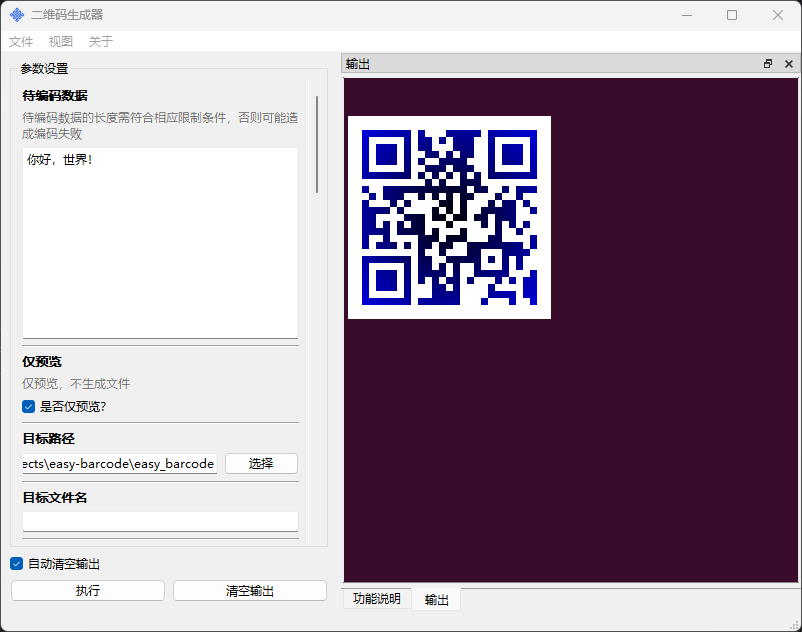 二维码生成器
文件 视图 关于
参数设置
待编码数据
待编码数据的长度需符合相应限制条件，否则可能造
成编码失败
你好，世界！
仅预览
仅预览，不生成文件
是否仅预览？
目标路径
ects\easy-barcode\easy_barcode 选择
目标文件名
自动清空输出
执行 清空输出
输出
功能说明 输出